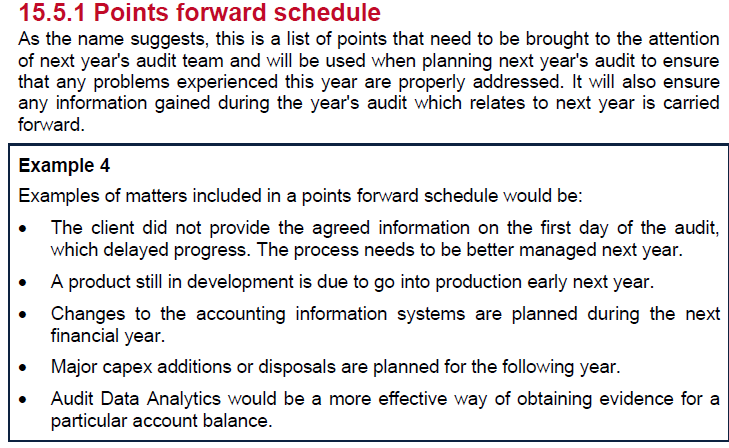 15.5.1 Points forward schedule
As the name suggests, this is a list of points that need to be brought to the attention
of next year's audit team and will be used when planning next year's audit to ensure
that any problems experienced this year are properly addressed. It will also ensure
any information gained during the year's audit which relates to next year is carried
forward.
Example 4
Examples of matters included in a points forward schedule would be:
• The client did not provide the agreed information on the first day of the audit,
which delayed progress. The process needs to be better managed next year.
• A product still in development is due to go into production early next year.
• Changes to the accounting information systems are planned during the next
financial year.
• Major capex additions or disposals are planned for the following year.
• Audit Data Analytics would be a more effective way of obtaining evidence for a
particular account balance.